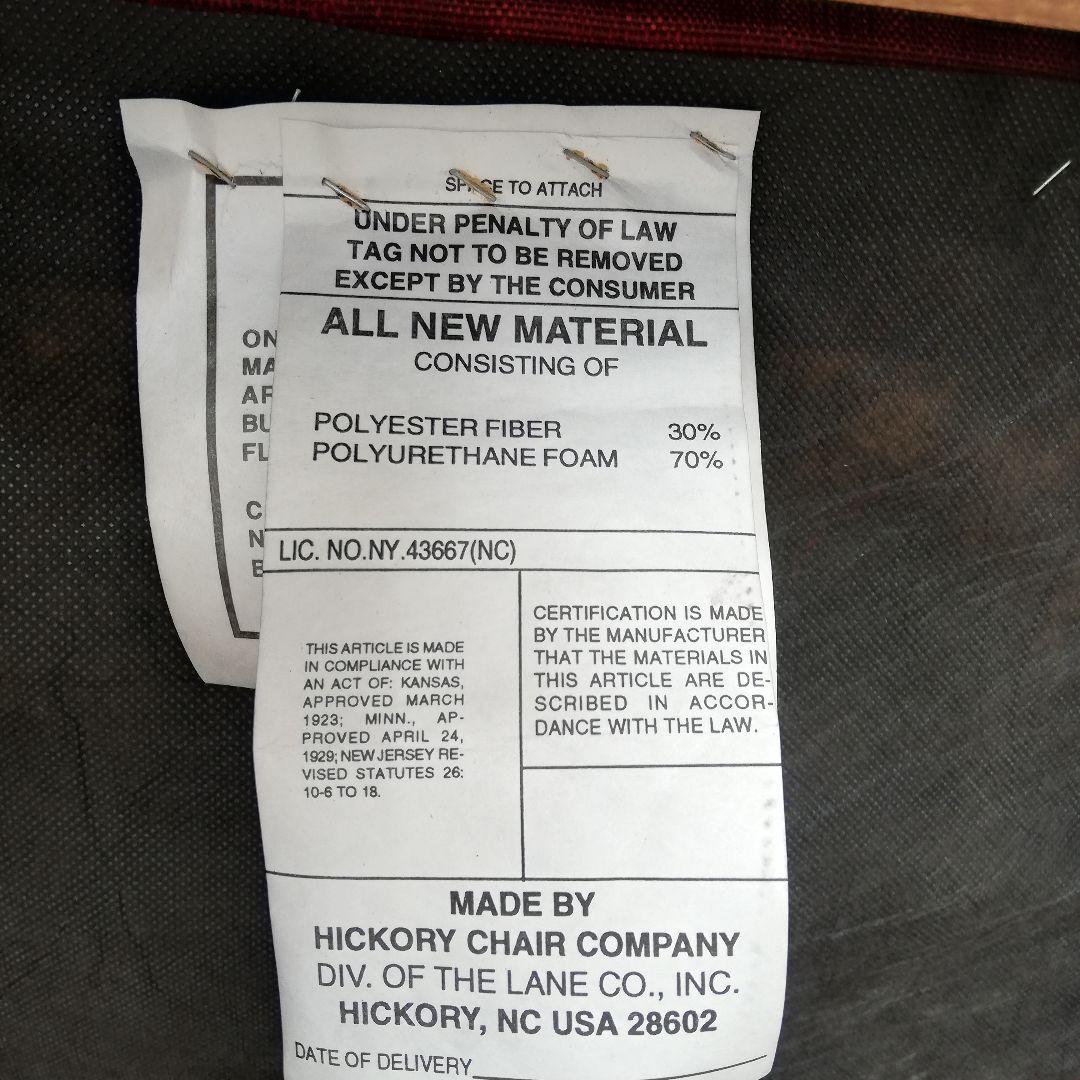 SPACE TO ATTACH
UNDER PENALTY OF LAW
TAG NOT TO BE REMOVED
EXCEPT BY THE CONSUMER
ALL NEW MATERIAL
CONSISTING OF
POLYESTER FIBER 30%
POLYURETHANE FOAM 70%
LIC. NO.NY.43667(NC)
THIS ARTICLE IS MADE
IN COMPLIANCE WITH
AN ACT OF: KANSAS,
APPROVED MARCH
1923; MINN., AP-
PROVED APRIL 24,
1929; NEW JERSEY RE-
VISED STATUTES 26:
10-6 TO 18.
CERTIFICATION IS MADE
BY THE MANUFACTURER
THAT THE MATERIALS IN
THIS ARTICLE ARE DE-
SCRIBED IN ACCOR-
DANCE WITH THE LAW.
MADE BY
HICKORY CHAIR COMPANY
DIV. OF THE LANE CO., INC.
HICKORY, NC USA 28602
DATE OF DELIVERY